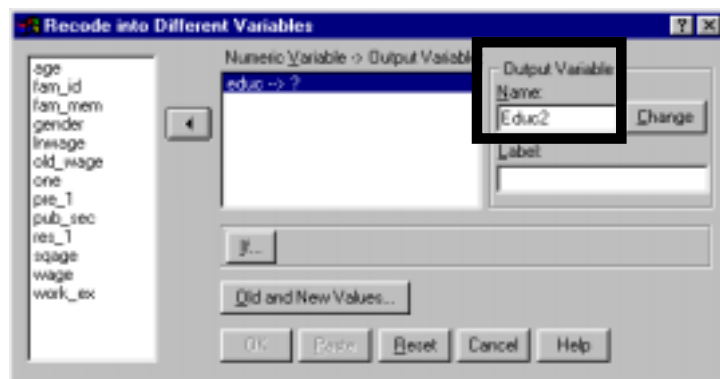 Recode into Different Variables
age
fam_id
fam_mem
gender
lnwage
old_wage
one
pre_1
pub_sec
res_1
sqage
wage
work_ex
Numeric Variable -> Output Variable
educ --> ?
Output Variable
Name:
Educ2
Change
Label:
If...
Old and New Values...
OK
Paste
Reset
Cancel
Help